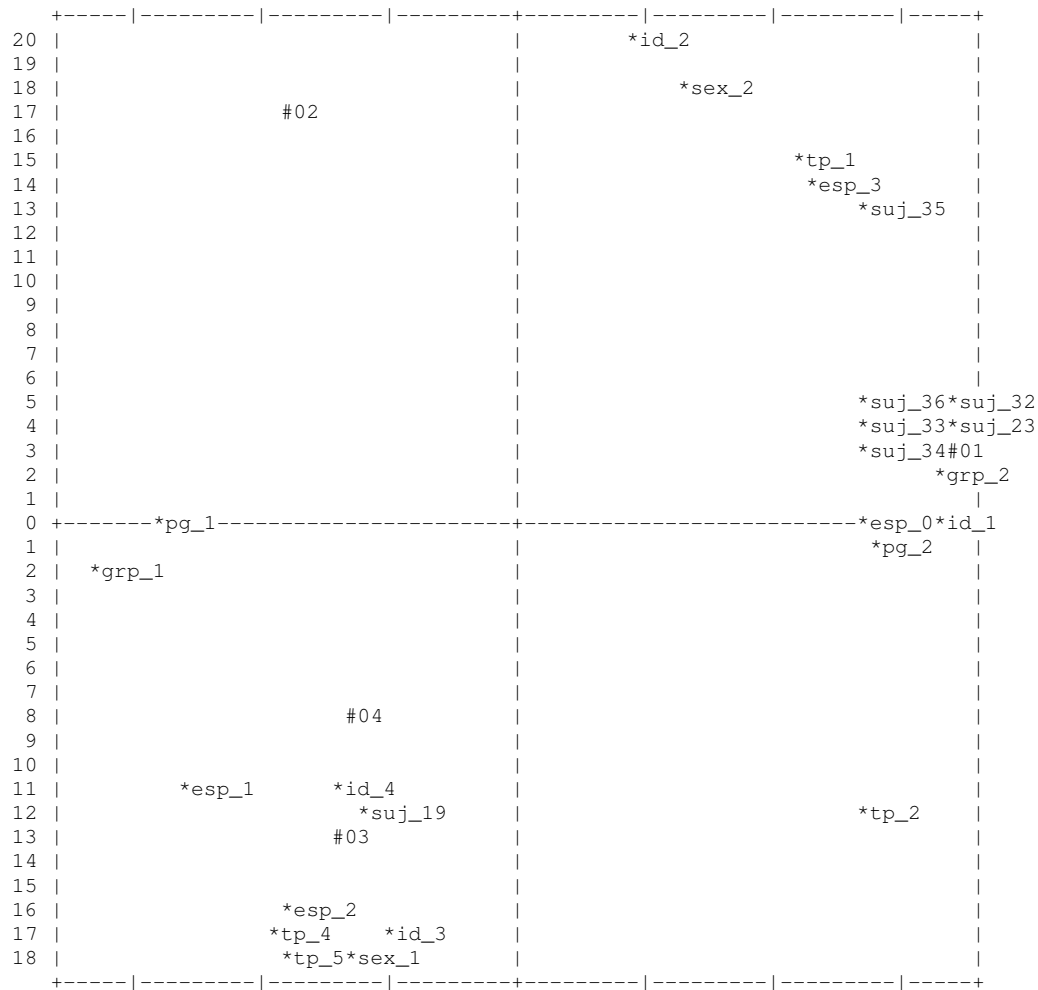 +-----|---------|---------|---------+---------|---------|---------|-----+
20 | | *id_2 |
19 | | |
18 | | *sex_2 |
17 | #02 | |
16 | | |
15 | | *tp_1 |
14 | | *esp_3 |
13 | | *suj_35 |
12 | | |
11 | | |
10 | | |
9 | | |
8 | | |
7 | | |
6 | | |
5 | | *suj_36*suj_32
4 | | *suj_33*suj_23
3 | | *suj_34#01
2 | | *grp_2
1 | | |
0 +-------*pg_1-----------------------+--------------------------*esp_0*id_1
1 | | *pg_2 |
2 | *grp_1 | |
3 | | |
4 | | |
5 | | |
6 | | |
7 | | |
8 | #04 | |
9 | | |
10 | | |
11 | *esp_1 *id_4 | |
12 | *suj_19 | *tp_2 |
13 | #03 | |
14 | | |
15 | | |
16 | *esp_2 | |
17 | *tp_4 *id_3 | |
18 | *tp_5*sex_1 | |
+-----|---------|---------|---------+---------|---------|---------|-----+